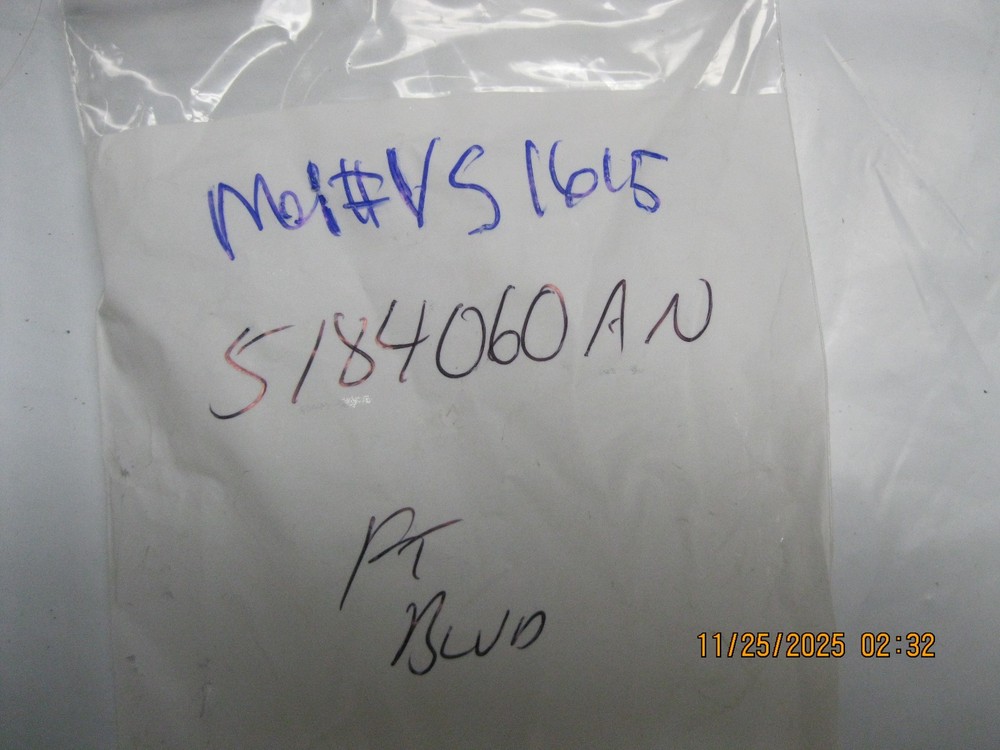 Mol#VS1615
5184060AN
PT
BLVD
11/25/2025 02:32